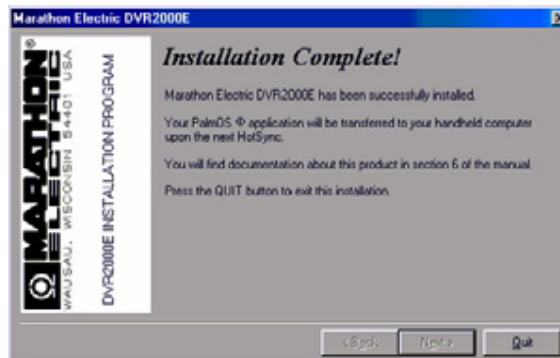 Marathon Electric DVR2000E
MARATHON®
ELECTRIC
WAUSAU, WISCONSIN 54401 USA
DVR2000E INSTALLATION PROGRAM
Installation Complete!
Marathon Electric DVR2000E has been successfully installed.
Your PalmOS Φ application will be transferred to your handheld computer
upon the next HotSync.
You will find documentation about this product in section 6 of the manual.
Press the QUIT button to exit this installation.
< Back
Next >
Quit